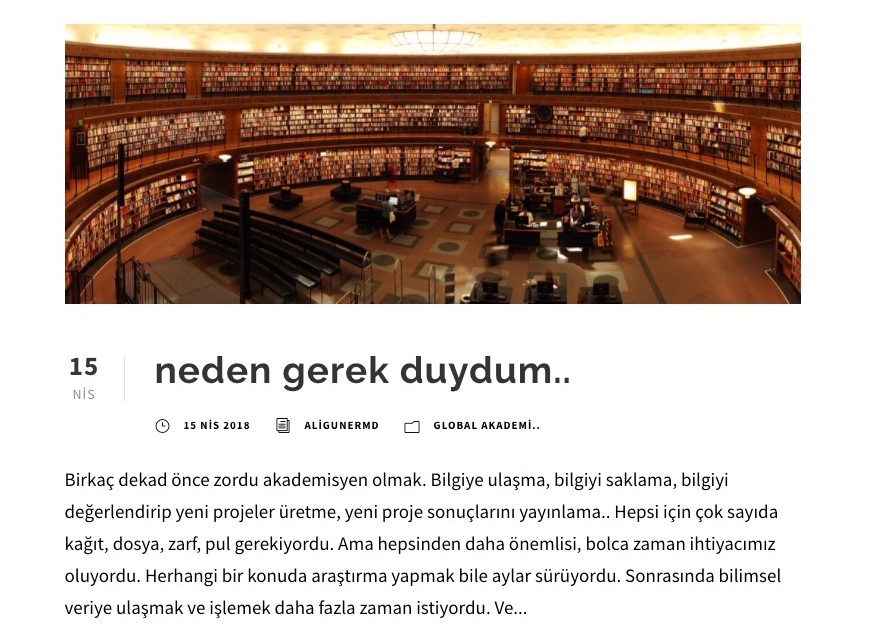 15
NİS
neden gerek duydum..
15 NİS 2018 ALİGUNERMD GLOBAL AKADEMİ..
Birkaç dekad önce zordu akademisyen olmak. Bilgiye ulaşma, bilgiyi saklama, bilgiyi
değerlendirip yeni projeler üretme, yeni proje sonuçlarını yayınlama.. Hepsi için çok sayıda
kağıt, dosya, zarf, pul gerekiyordu. Ama hepsinden daha önemlisi, bolca zaman ihtiyacımız
oluyordu. Herhangi bir konuda araştırma yapmak bile aylar sürüyordu. Sonrasında bilimsel
veriye ulaşmak ve işlemek daha fazla zaman istiyordu. Ve...